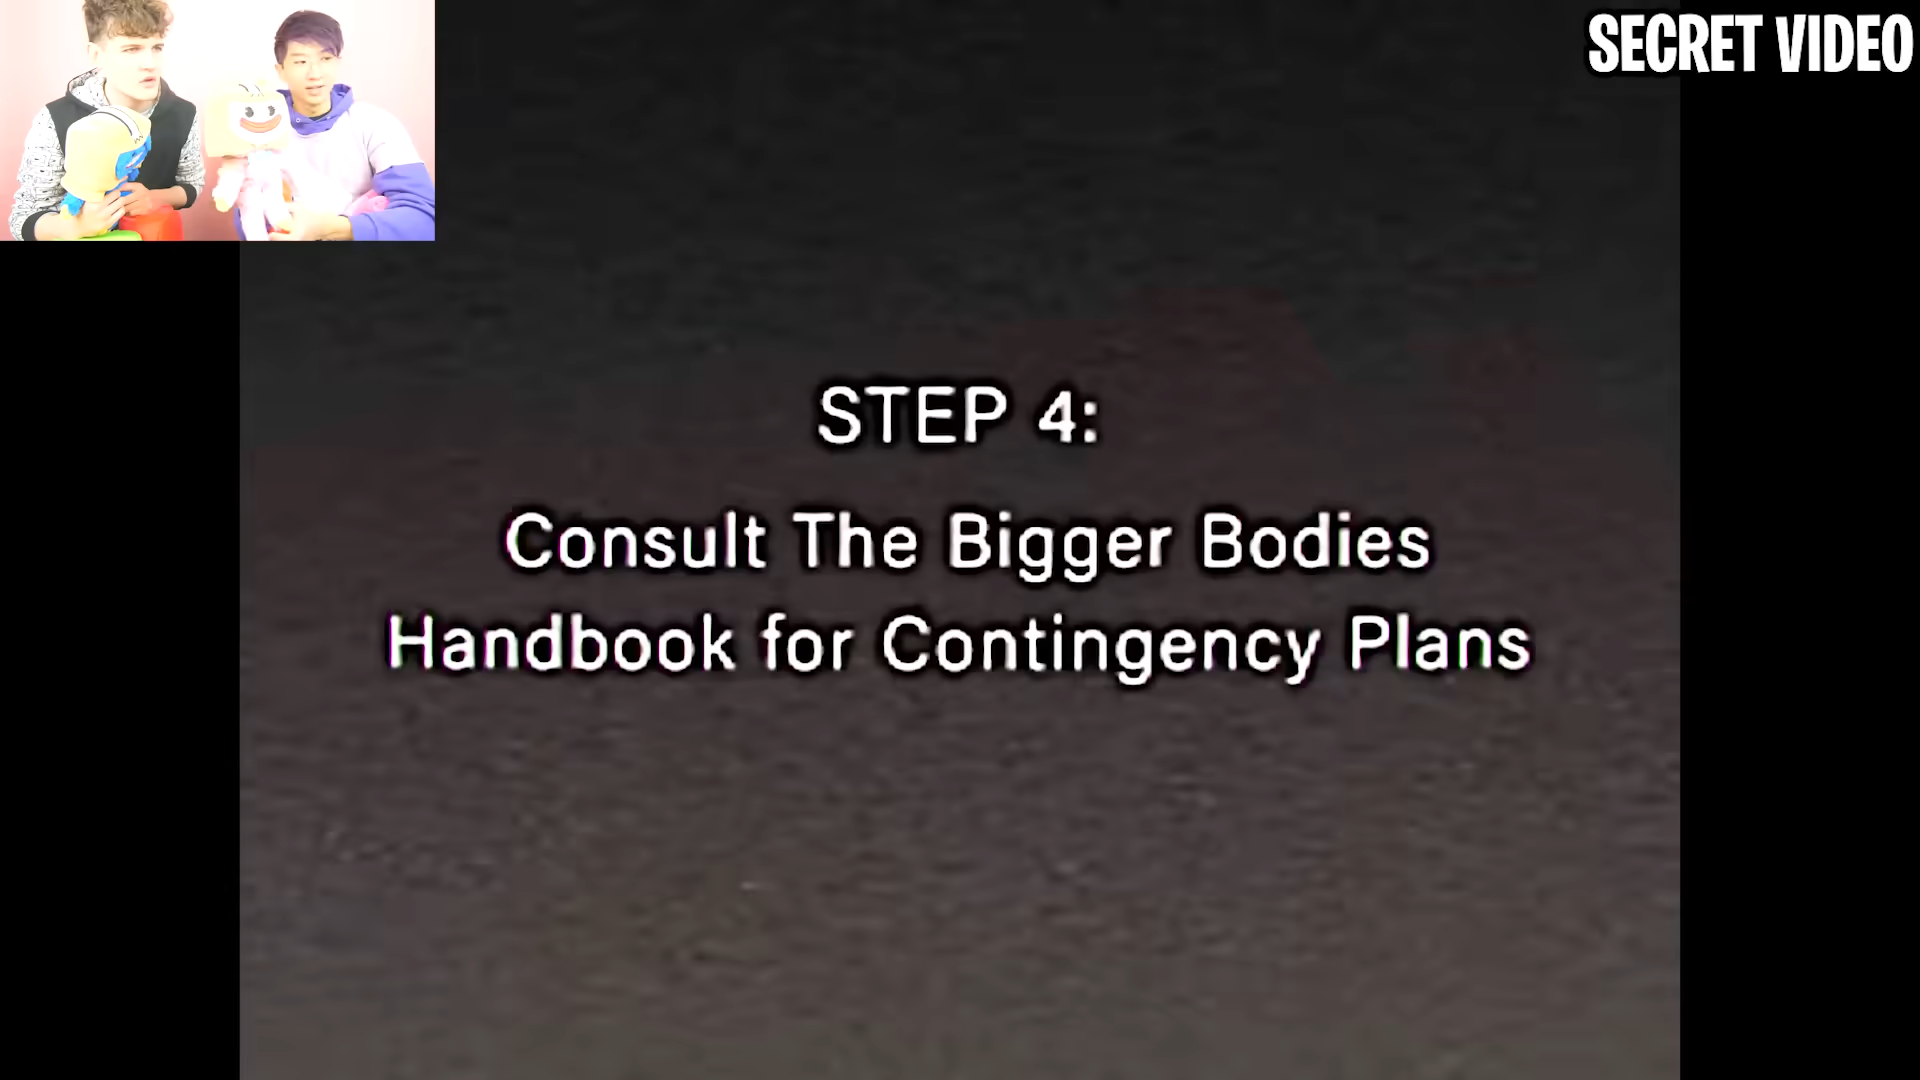 SECRET VIDEO
STEP 4:
Consult The Bigger Bodies
Handbook for Contingency Plans